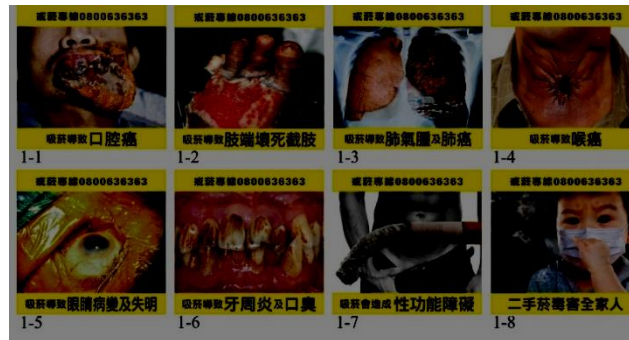 戒菸專線0800636363
吸菸導致口腔癌
1-1
戒菸專線0800636363
吸菸導致肢端壞死截肢
1-2
戒菸專線0800636363
吸菸導致肺氣腫及肺癌
1-3
戒菸專線0800636363
吸菸導致喉癌
1-4
戒菸專線0800636363
吸菸導致眼睛病變及失明
1-5
戒菸專線0800636363
吸菸導致牙周炎及口臭
1-6
戒菸專線0800636363
吸菸會造成性功能障礙
1-7
戒菸專線0800636363
二手菸毒害全家人
1-8